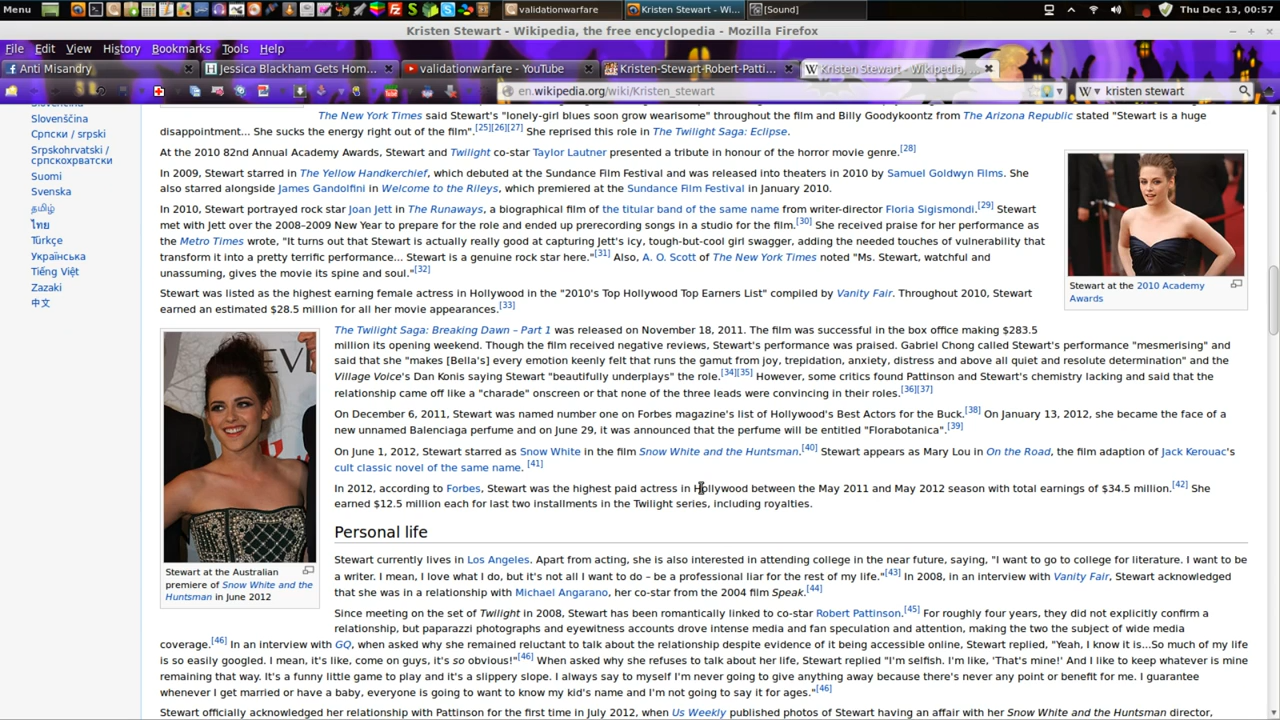 Menu validationwarfare Kristen Stewart - Wi... [Sound] Thu Dec 13, 00:57
Kristen Stewart - Wikipedia, the free encyclopedia - Mozilla Firefox
File Edit View History Bookmarks Tools Help
Anti Misandry Jessica Blackham Gets Hom... validationwarfare - YouTube Kristen-Stewart-Robert-Patti... Kristen Stewart - Wikipedia, ...
en.wikipedia.org/wiki/Kristen_stewart kristen stewart
Slovenščina
Slovenščina
Српски / srpski
Srpskohrvatski /
српскохрватски
Suomi
Svenska
தமிழ்
ไทย
Türkçe
Українська
Tiếng Việt
Zazaki
中文
The New York Times said Stewart's "lonely-girl blues soon grow wearisome" throughout the film and Billy Goodykoontz from The Arizona Republic stated "Stewart is a huge
disappointment... She sucks the energy right out of the film".[25][26][27] She reprised this role in The Twilight Saga: Eclipse.
At the 2010 82nd Annual Academy Awards, Stewart and Twilight co-star Taylor Lautner presented a tribute in honour of the horror movie genre.[28]
In 2009, Stewart starred in The Yellow Handkerchief, which debuted at the Sundance Film Festival and was released into theaters in 2010 by Samuel Goldwyn Films. She
also starred alongside James Gandolfini in Welcome to the Rileys, which premiered at the Sundance Film Festival in January 2010.
In 2010, Stewart portrayed rock star Joan Jett in The Runaways, a biographical film of the titular band of the same name from writer-director Floria Sigismondi.[29] Stewart
met with Jett over the 2008–2009 New Year to prepare for the role and ended up prerecording songs in a studio for the film.[30] She received praise for her performance as
the Metro Times wrote, "It turns out that Stewart is actually really good at capturing Jett's icy, tough-but-cool girl swagger, adding the needed touches of vulnerability that
transform it into a pretty terrific performance... Stewart is a genuine rock star here."[31] Also, A. O. Scott of The New York Times noted "Ms. Stewart, watchful and
unassuming, gives the movie its spine and soul."[32]
Stewart at the 2010 Academy
Awards
Stewart was listed as the highest earning female actress in Hollywood in the "2010's Top Hollywood Top Earners List" compiled by Vanity Fair. Throughout 2010, Stewart
earned an estimated $28.5 million for all her movie appearances.[33]
The Twilight Saga: Breaking Dawn – Part 1 was released on November 18, 2011. The film was successful in the box office making $283.5
million its opening weekend. Though the film received negative reviews, Stewart's performance was praised. Gabriel Chong called Stewart's performance "mesmerising" and
said that she "makes [Bella's] every emotion keenly felt that runs the gamut from joy, trepidation, anxiety, distress and above all quiet and resolute determination" and the
Village Voice's Dan Konis saying Stewart "beautifully underplays" the role.[34][35] However, some critics found Pattinson and Stewart's chemistry lacking and said that the
relationship came off like a "charade" onscreen or that none of the three leads were convincing in their roles.[36][37]
On December 6, 2011, Stewart was named number one on Forbes magazine's list of Hollywood's Best Actors for the Buck.[38] On January 13, 2012, she became the face of a
new unnamed Balenciaga perfume and on June 29, it was announced that the perfume will be entitled "Florabotanica".[39]
On June 1, 2012, Stewart starred as Snow White in the film Snow White and the Huntsman.[40] Stewart appears as Mary Lou in On the Road, the film adaption of Jack Kerouac's
cult classic novel of the same name. [41]
In 2012, according to Forbes, Stewart was the highest paid actress in Hollywood between the May 2011 and May 2012 season with total earnings of $34.5 million.[42] She
earned $12.5 million each for last two installments in the Twilight series, including royalties.
Stewart at the Australian
premiere of Snow White and the
Huntsman in June 2012
Personal life
Stewart currently lives in Los Angeles. Apart from acting, she is also interested in attending college in the near future, saying, "I want to go to college for literature. I want to be
a writer. I mean, I love what I do, but it's not all I want to do – be a professional liar for the rest of my life."[43] In 2008, in an interview with Vanity Fair, Stewart acknowledged
that she was in a relationship with Michael Angarano, her co-star from the 2004 film Speak.[44]
Since meeting on the set of Twilight in 2008, Stewart has been romantically linked to co-star Robert Pattinson.[45] For roughly four years, they did not explicitly confirm a
relationship, but paparazzi photographs and eyewitness accounts drove intense media and fan speculation and attention, making the two the subject of wide media
coverage.[46] In an interview with GQ, when asked why she remained reluctant to talk about the relationship despite evidence of it being accessible online, Stewart replied, "Yeah, I know it is...So much of my life
is so easily googled. I mean, it's like, come on guys, it's so obvious!"[46] When asked why she refuses to talk about her life, Stewart replied "I'm selfish. I'm like, 'That's mine!' And I like to keep whatever is mine
remaining that way. It's a funny little game to play and it's a slippery slope. I always say to myself I'm never going to give anything away because there's never any point or benefit for me. I guarantee
whenever I get married or have a baby, everyone is going to want to know my kid's name and I'm not going to say it for ages."[46]
Stewart officially acknowledged her relationship with Pattinson for the first time in July 2012, when Us Weekly published photos of Stewart having an affair with her Snow White and the Huntsman director,